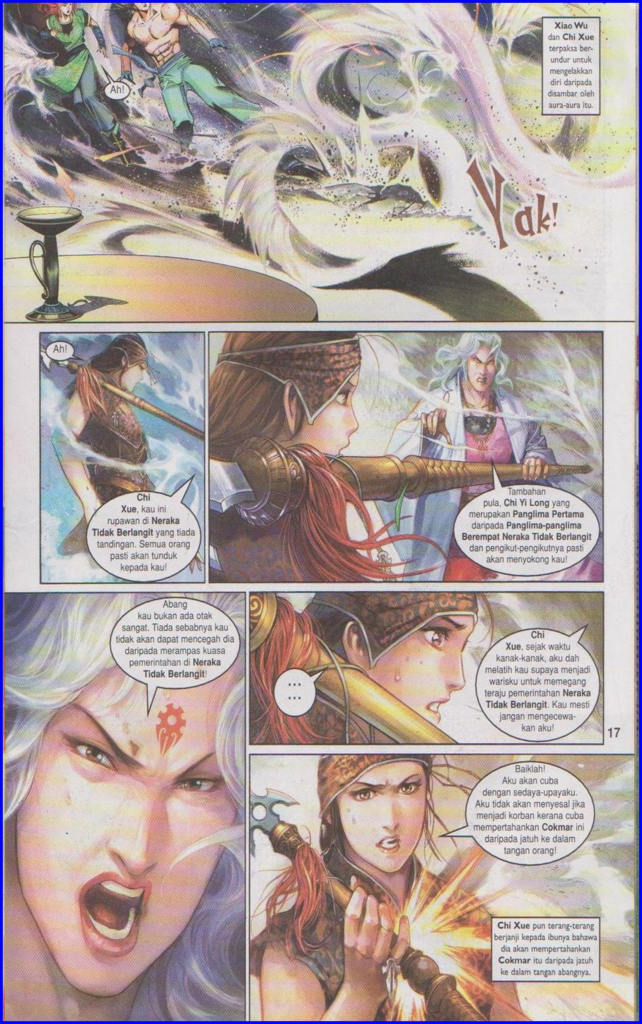 Xiao Wu
dan Chi Xue
terpaksa ber-
undur untuk
mengelakkan
diri daripada
disambar oleh
aura-aura itu.
Ah!
Yak!
Ah!
Chi
Xue, kau ini
rupawan di Neraka
Tidak Berlangit yang tiada
tandingan. Semua orang
pasti akan tunduk
kepada kau!
Tambahan
pula, Chi Yi Long yang
merupakan Panglima Pertama
daripada Panglima-panglima
Berempat Neraka Tidak Berlangit
dan pengikut-pengikutnya pasti
akan menyokong kau!
Abang
kau bukan ada otak
sangat. Tiada sebabnya kau
tidak akan dapat mencegah dia
daripada merampas kuasa
pemerintahan di Neraka
Tidak Berlangit!
...
...
Chi
Xue, sejak waktu
kanak-kanak, aku dah
melatih kau supaya menjadi
warisku untuk memegang
teraju pemerintahan Neraka
Tidak Berlangit. Kau mesti
jangan mengecewa-
kan aku!
17
Baiklah!
Aku akan cuba
dengan sedaya-upayaku.
Aku tidak akan menyesal jika
menjadi korban kerana cuba
mempertahankan Cokmar ini
daripada jatuh ke dalam
tangan orang!
Chi Xue pun terang-terang
berjanji kepada ibunya bahawa
dia akan mempertahankan
Cokmar itu daripada jatuh
ke dalam tangan abangnya.